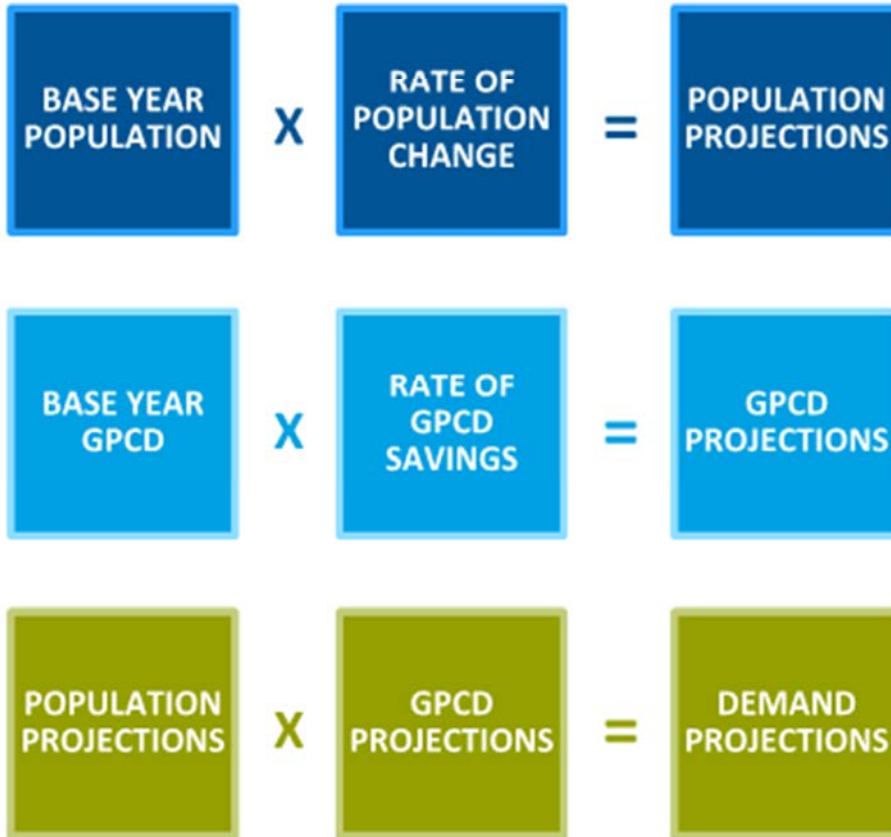 BASE YEAR
POPULATION
X
RATE OF
POPULATION
CHANGE
=
POPULATION
PROJECTIONS
BASE YEAR
GPCD
X
RATE OF
GPCD
SAVINGS
=
GPCD
PROJECTIONS
POPULATION
PROJECTIONS
X
GPCD
PROJECTIONS
=
DEMAND
PROJECTIONS